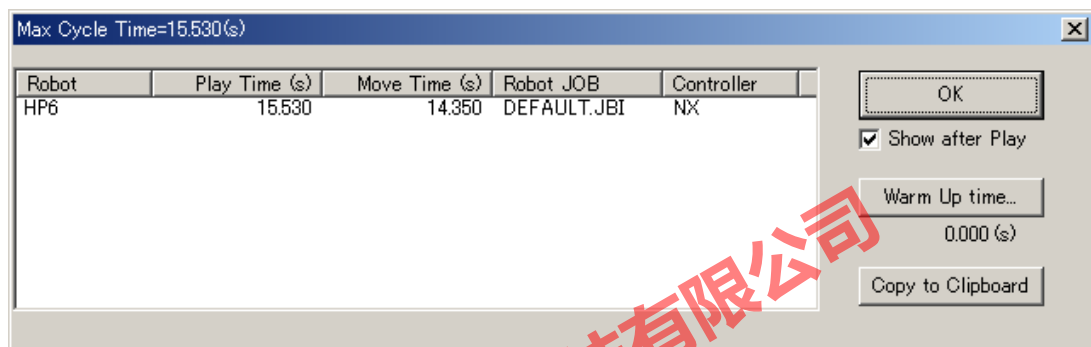 Max Cycle Time=15.530(s)
Robot Play Time (s) Move Time (s) Robot JOB Controller
HP6 15.530 14.350 DEFAULT.JBI NX
OK
Show after Play
Warm Up time...
0.000 (s)
Copy to Clipboard
有限公司